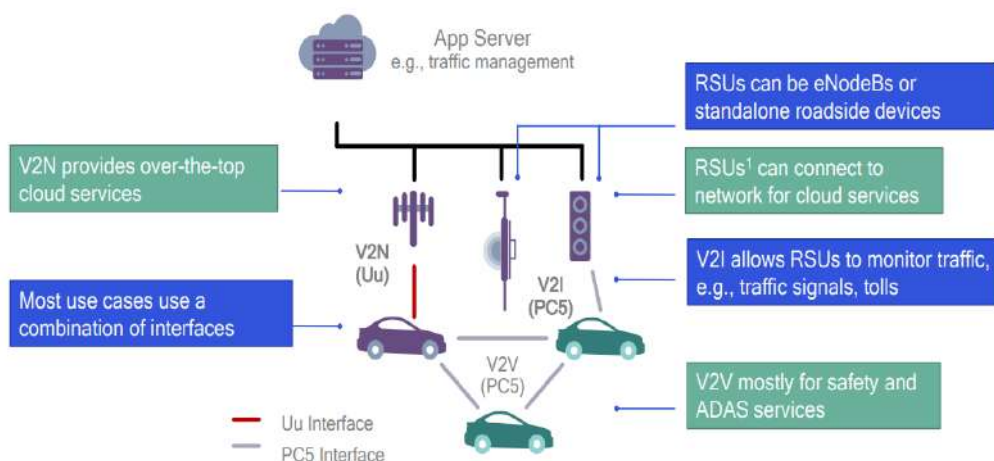 App Server
e.g., traffic management
RSUs can be eNodeBs or
standalone roadside devices
V2N provides over-the-top
cloud services
RSUs¹ can connect to
network for cloud services
V2N
(Uu)
V2I
(PC5)
V2I allows RSUs to monitor traffic,
e.g., traffic signals, tolls
Most use cases use a
combination of interfaces
V2V
(PC5)
V2V mostly for safety and
ADAS services
Uu Interface
PC5 Interface